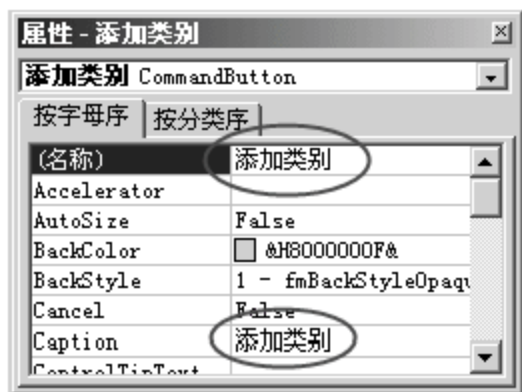 属性 - 添加类别
添加类别 CommandButton
按字母序 按分类序
(名称) 添加类别
Accelerator
AutoSize False
BackColor &H8000000F&
BackStyle 1 - fmBackStyleOpaqu
Cancel False
Caption 添加类别
ControlTipText